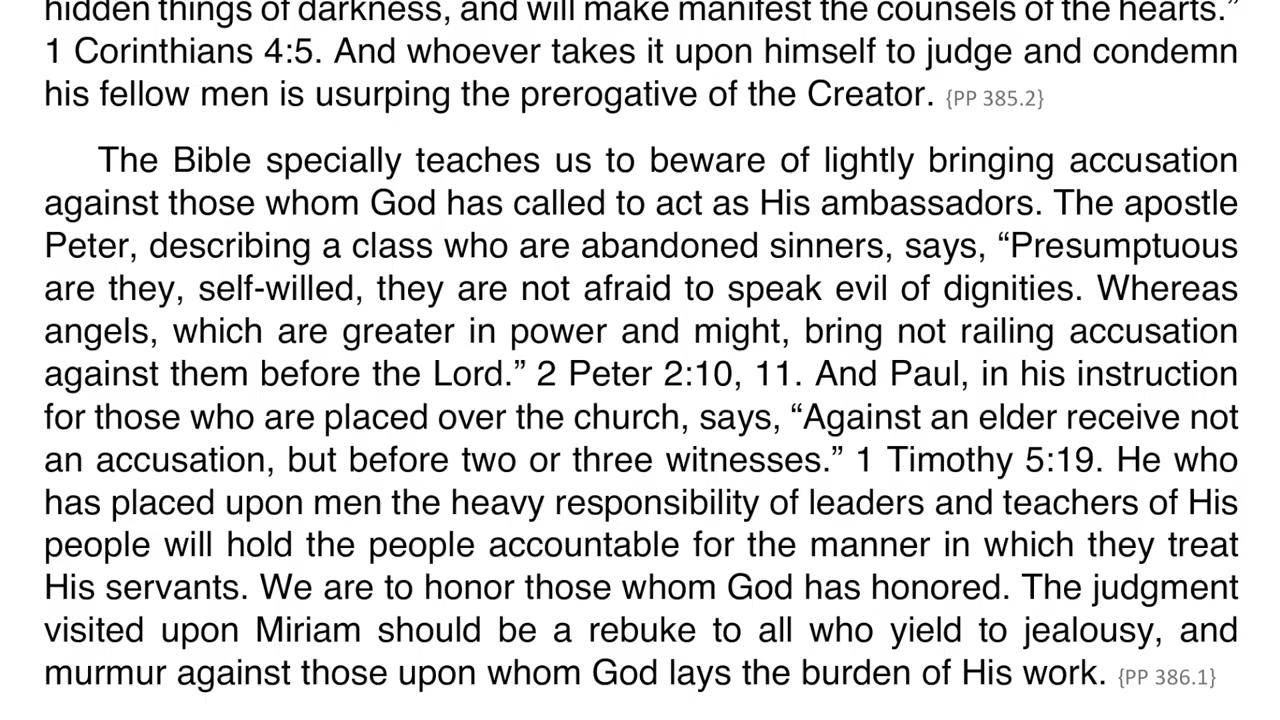 hidden things of darkness, and will make manifest the counsels of the hearts.”
1 Corinthians 4:5. And whoever takes it upon himself to judge and condemn
his fellow men is usurping the prerogative of the Creator. {PP 385.2}
The Bible specially teaches us to beware of lightly bringing accusation
against those whom God has called to act as His ambassadors. The apostle
Peter, describing a class who are abandoned sinners, says, “Presumptuous
are they, self-willed, they are not afraid to speak evil of dignities. Whereas
angels, which are greater in power and might, bring not railing accusation
against them before the Lord.” 2 Peter 2:10, 11. And Paul, in his instruction
for those who are placed over the church, says, “Against an elder receive not
an accusation, but before two or three witnesses.” 1 Timothy 5:19. He who
has placed upon men the heavy responsibility of leaders and teachers of His
people will hold the people accountable for the manner in which they treat
His servants. We are to honor those whom God has honored. The judgment
visited upon Miriam should be a rebuke to all who yield to jealousy, and
murmur against those upon whom God lays the burden of His work. {PP 386.1}